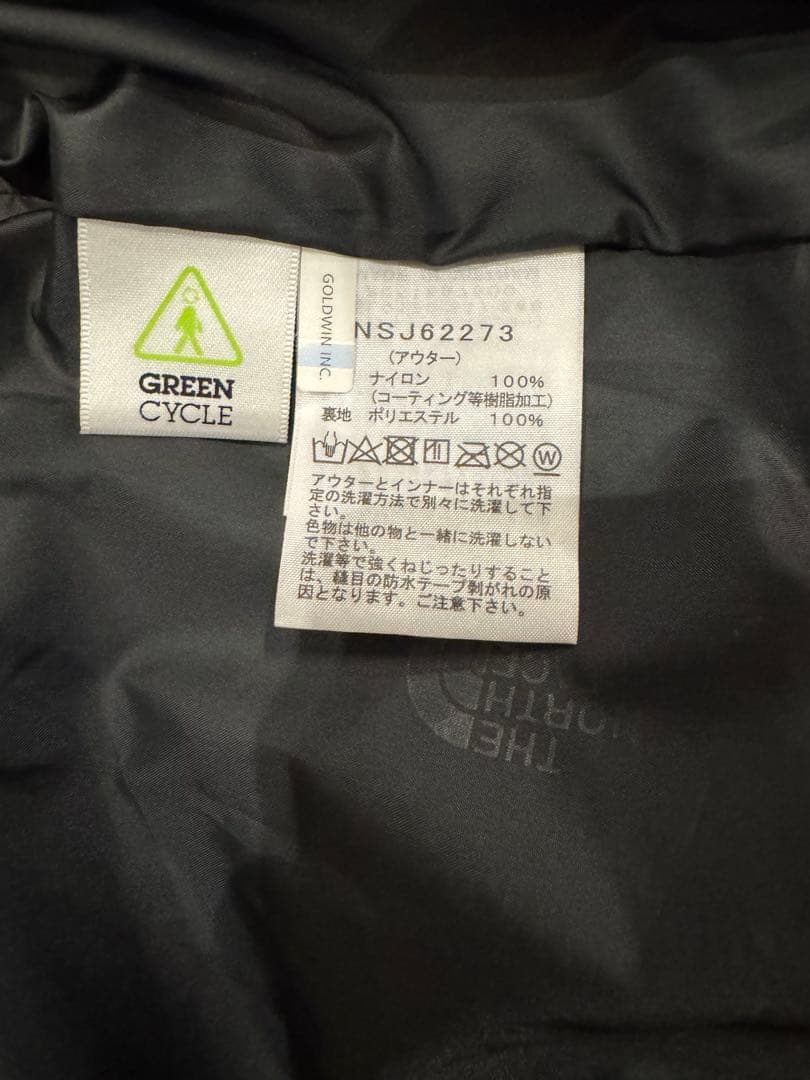 GREEN
CYCLE
GOLDWIN INC.
NSJ62273
(アウター)
ナイロン 100%
(コーティング等樹脂加工)
裏地 ポリエステル 100%
W
アウターとインナーはそれぞれ指
定の洗濯方法で別々に洗濯して下
さい。
色物は他の物と一緒に洗濯しない
で下さい。
洗濯等で強くねじったりすること
は、縫目の防水テープ剥がれの原
因となります。ご注意下さい。
THE
NORTH
FACE